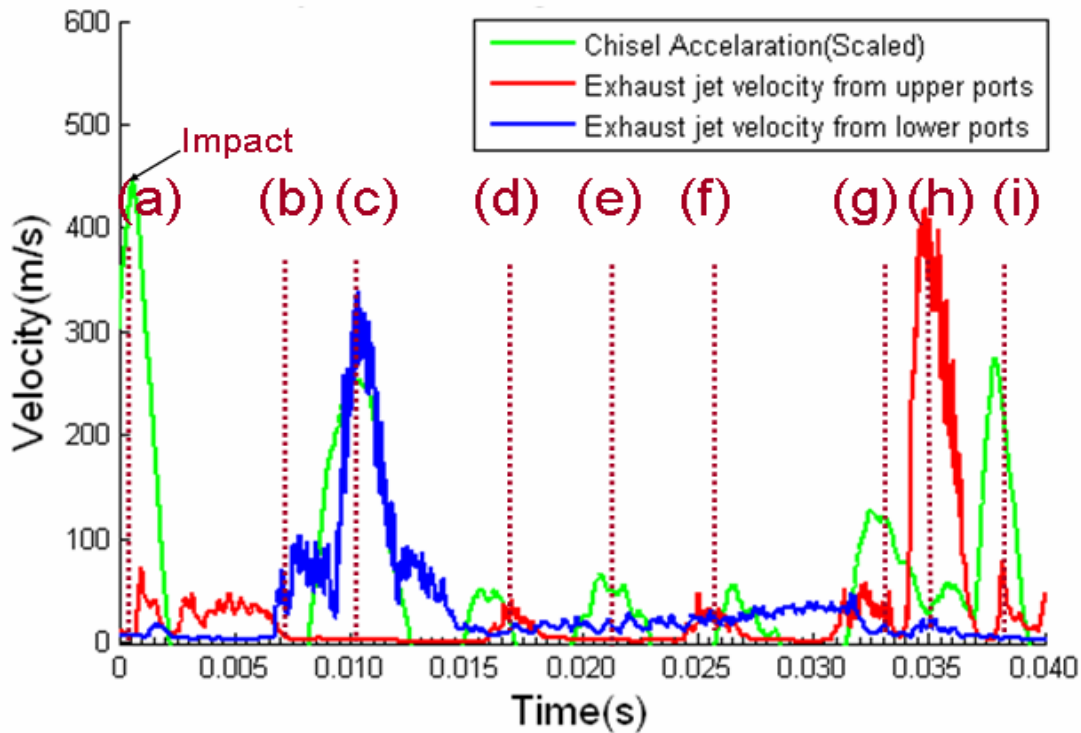 600
500
400
300
200
100
0
Velocity(m/s)
Chisel Accelaration(Scaled)
Exhaust jet velocity from upper ports
Exhaust jet velocity from lower ports
Impact
(a) (b) (c) (d) (e) (f) (g) (h) (i)
0 0.005 0.010 0.015 0.020 0.025 0.030 0.035 0.040
Time(s)